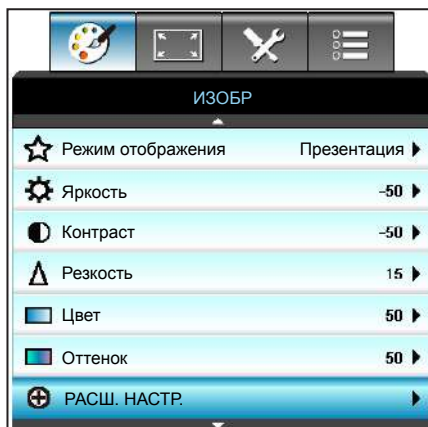 ИЗОБР
Режим отображения Презентация
Яркость -50
Контраст -50
Резкость 15
Цвет 50
Оттенок 50
РАСШ. НАСТР.